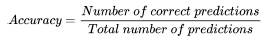 Accuracy = Number of correct predictions / Total number of predictions